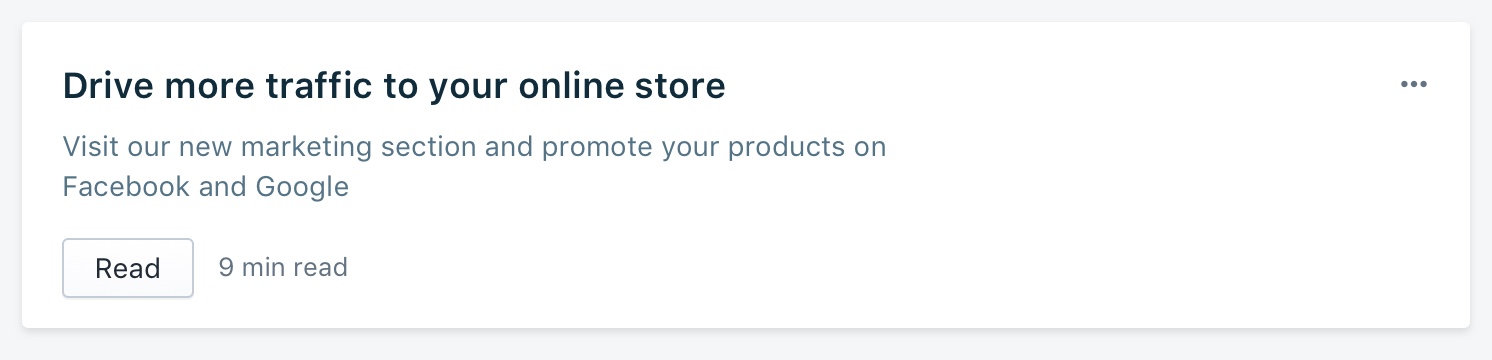 Drive more traffic to your online store
Visit our new marketing section and promote your products on
Facebook and Google
Read
9 min read